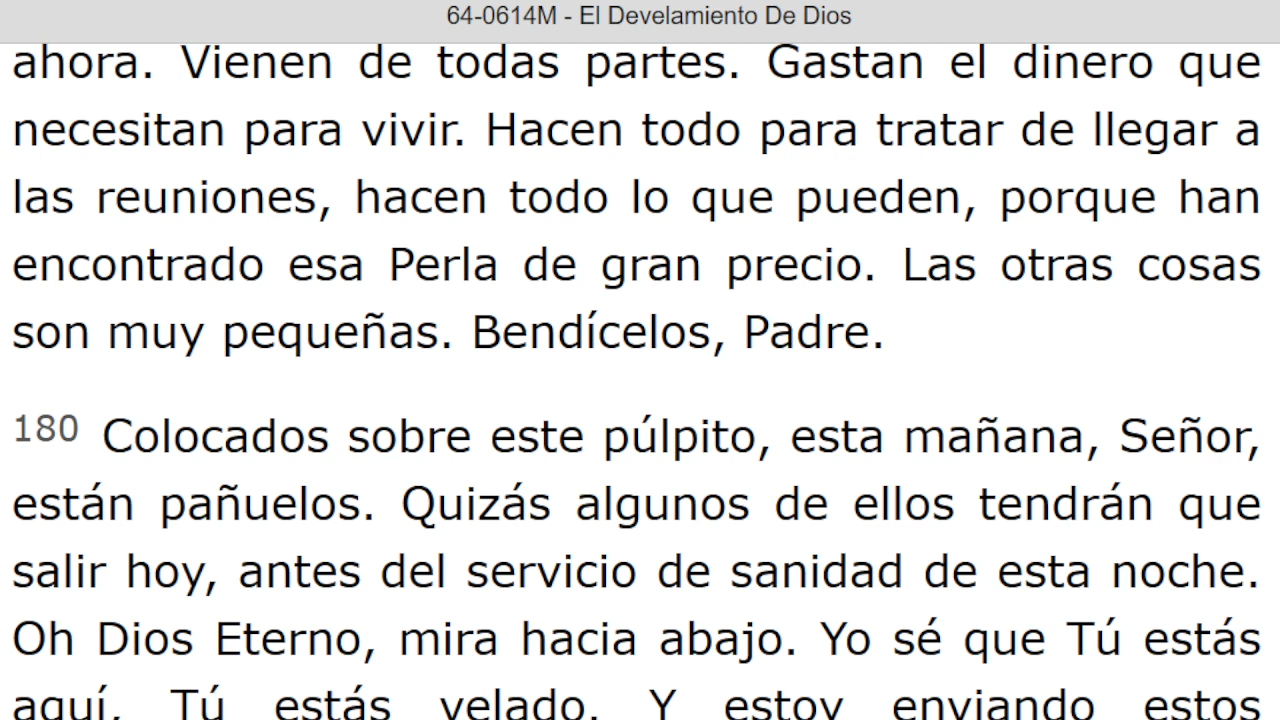 64-0614M - El Develamiento De Dios
ahora. Vienen de todas partes. Gastan el dinero que
necesitan para vivir. Hacen todo para tratar de llegar a
las reuniones, hacen todo lo que pueden, porque han
encontrado esa Perla de gran precio. Las otras cosas
son muy pequeñas. Bendícelos, Padre.
180 Colocados sobre este púlpito, esta mañana, Señor,
están pañuelos. Quizás algunos de ellos tendrán que
salir hoy, antes del servicio de sanidad de esta noche.
Oh Dios Eterno, mira hacia abajo. Yo sé que Tú estás
aquí, Tú estás velado. Y estoy enviando estos